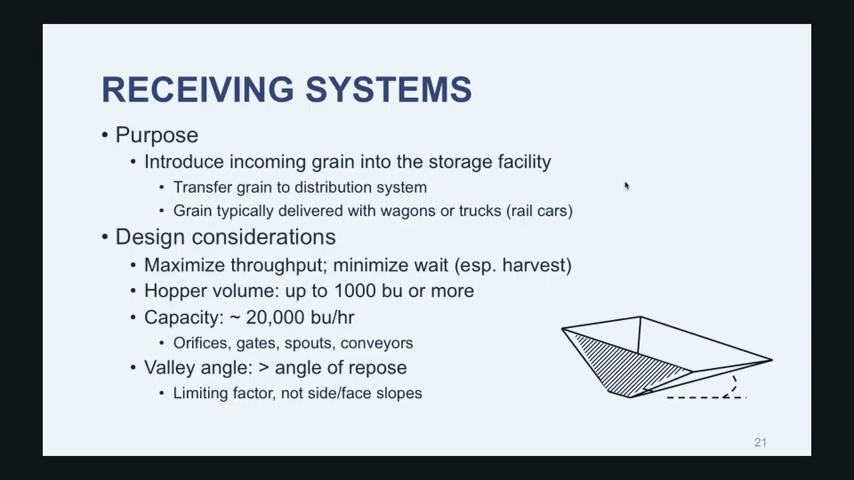 RECEIVING SYSTEMS
• Purpose
• Introduce incoming grain into the storage facility
• Transfer grain to distribution system
• Grain typically delivered with wagons or trucks (rail cars)
• Design considerations
• Maximize throughput; minimize wait (esp. harvest)
• Hopper volume: up to 1000 bu or more
• Capacity: ~ 20,000 bu/hr
• Orifices, gates, spouts, conveyors
• Valley angle: > angle of repose
• Limiting factor, not side/face slopes
21